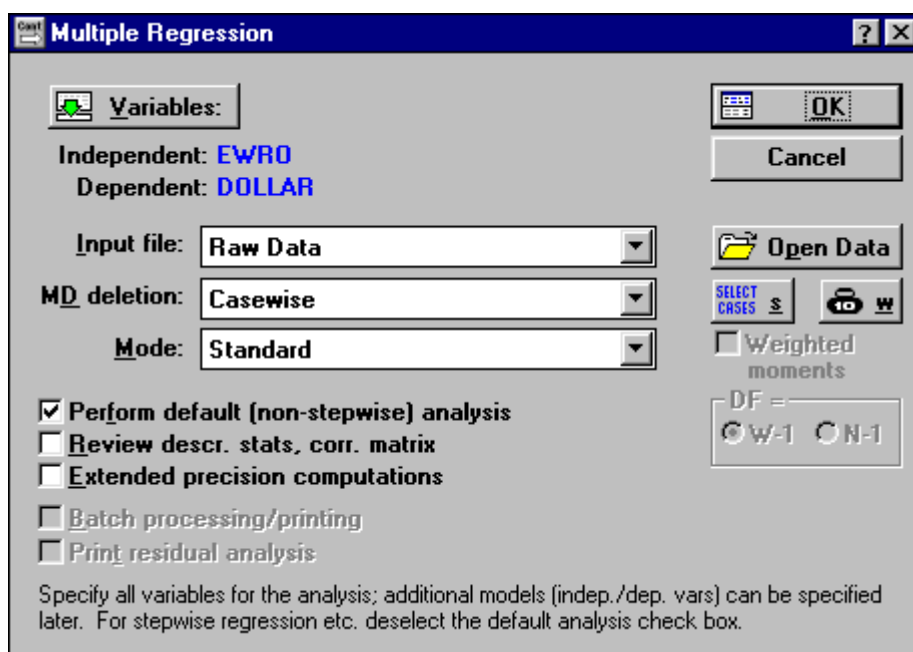 Cont
Multiple Regression
? X
Variables:
OK
Independent: EWRO
Cancel
Dependent: DOLLAR
Input file: Raw Data
Open Data
MD deletion: Casewise
SELECT CASES S
10 W
Mode: Standard
Weighted moments
Perform default (non-stepwise) analysis
DF =
Review descr. stats, corr. matrix
W-1 N-1
Extended precision computations
Batch processing/printing
Print residual analysis
Specify all variables for the analysis; additional models (indep./dep. vars) can be specified
later. For stepwise regression etc. deselect the default analysis check box.